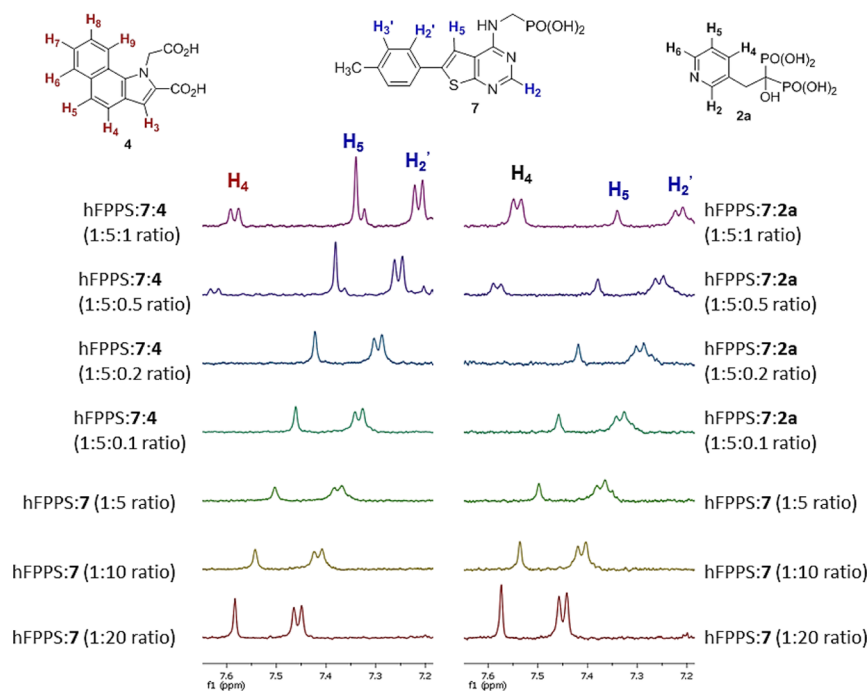 H8
H7
H9
CO2H
N
CO2H
H6
H5
H4
H3
4
HN
PO(OH)2
H3'
H2'
H5
N
H3C
S
N
H2
7
H5
H6
H4
PO(OH)2
N
PO(OH)2
OH
H2
2a
H4
H5
H2'
H4
H5
H2'
hFPPS:7:4
(1:5:1 ratio)
hFPPS:7:2a
(1:5:1 ratio)
hFPPS:7:4
(1:5:0.5 ratio)
hFPPS:7:2a
(1:5:0.5 ratio)
hFPPS:7:4
(1:5:0.2 ratio)
hFPPS:7:2a
(1:5:0.2 ratio)
hFPPS:7:4
(1:5:0.1 ratio)
hFPPS:7:2a
(1:5:0.1 ratio)
hFPPS:7 (1:5 ratio)
hFPPS:7 (1:5 ratio)
hFPPS:7 (1:10 ratio)
hFPPS:7 (1:10 ratio)
hFPPS:7 (1:20 ratio)
hFPPS:7 (1:20 ratio)
7.6 7.5 7.4 7.3 7.2
f1 (ppm)
7.6 7.5 7.4 7.3 7.2
f1 (ppm)